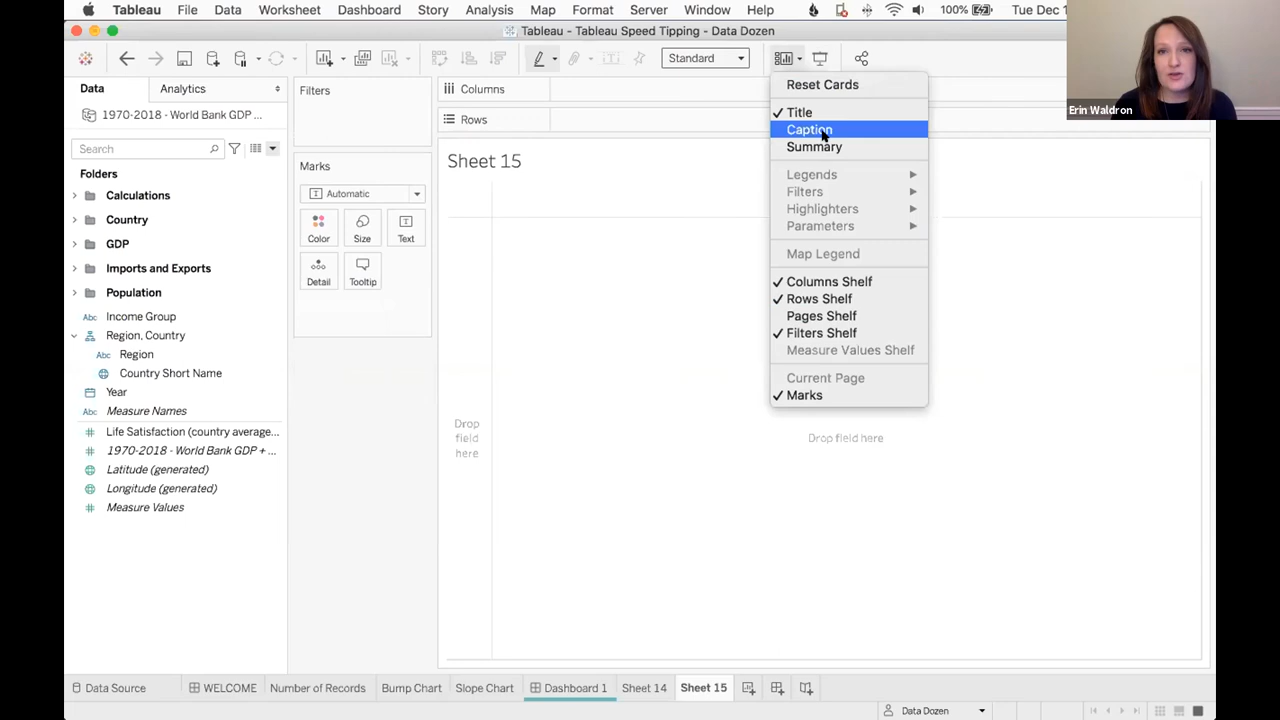 Tableau File Data Worksheet Dashboard Story Analysis Map Format Server Window Help 100% Tue Dec 1
Tableau - Tableau Speed Tipping - Data Dozen
Standard
Erin Waldron
Data Analytics
1970-2018 - World Bank GDP ...
Search
Folders
Calculations
Country
GDP
Imports and Exports
Population
Abc Income Group
Region, Country
Abc Region
Country Short Name
Year
Abc Measure Names
Life Satisfaction (country average...
1970-2018 - World Bank GDP + ...
Latitude (generated)
Longitude (generated)
Measure Values
Filters
Marks
Automatic
Color Size Text
Detail Tooltip
Columns
Rows
Sheet 15
Drop
field
here
Drop field here
Reset Cards
Title
Caption
Summary
Legends
Filters
Highlighters
Parameters
Map Legend
Columns Shelf
Rows Shelf
Pages Shelf
Filters Shelf
Measure Values Shelf
Current Page
Marks
Data Source WELCOME Number of Records Bump Chart Slope Chart Dashboard 1 Sheet 14 Sheet 15
Data Dozen